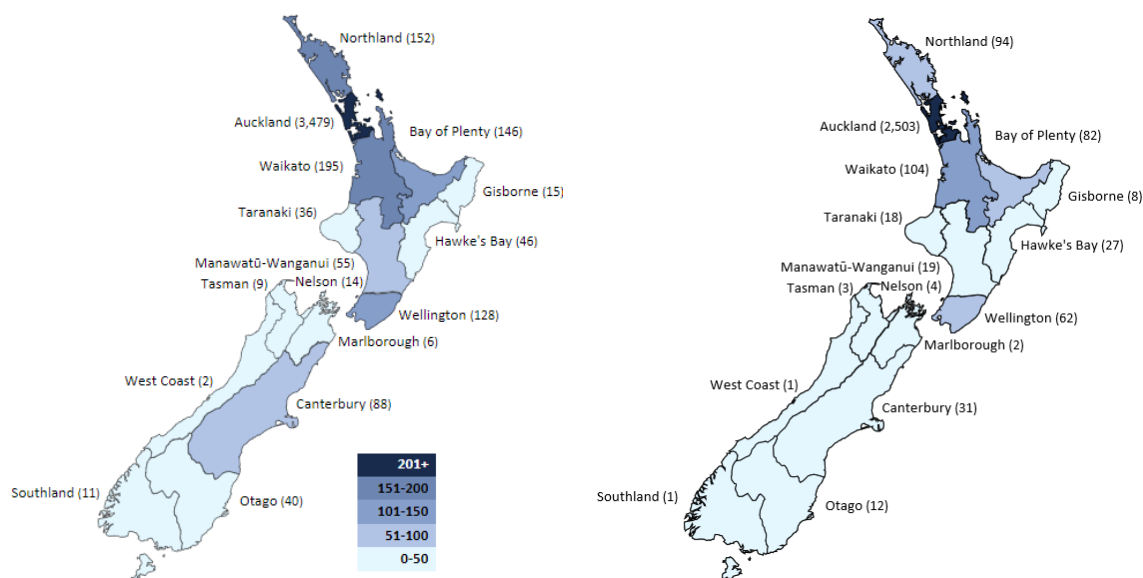 Northland (152)
Auckland (3,479)
Bay of Plenty (146)
Waikato (195)
Gisborne (15)
Taranaki (36)
Hawke's Bay (46)
Manawatū-Wanganui (55)
Tasman (9)
Nelson (14)
Wellington (128)
Marlborough (6)
West Coast (2)
Canterbury (88)
Southland (11)
Otago (40)
201+
151-200
101-150
51-100
0-50
Northland (94)
Auckland (2,503)
Bay of Plenty (82)
Waikato (104)
Gisborne (8)
Taranaki (18)
Hawke's Bay (27)
Manawatū-Wanganui (19)
Tasman (3)
Nelson (4)
Wellington (62)
Marlborough (2)
West Coast (1)
Canterbury (31)
Southland (1)
Otago (12)